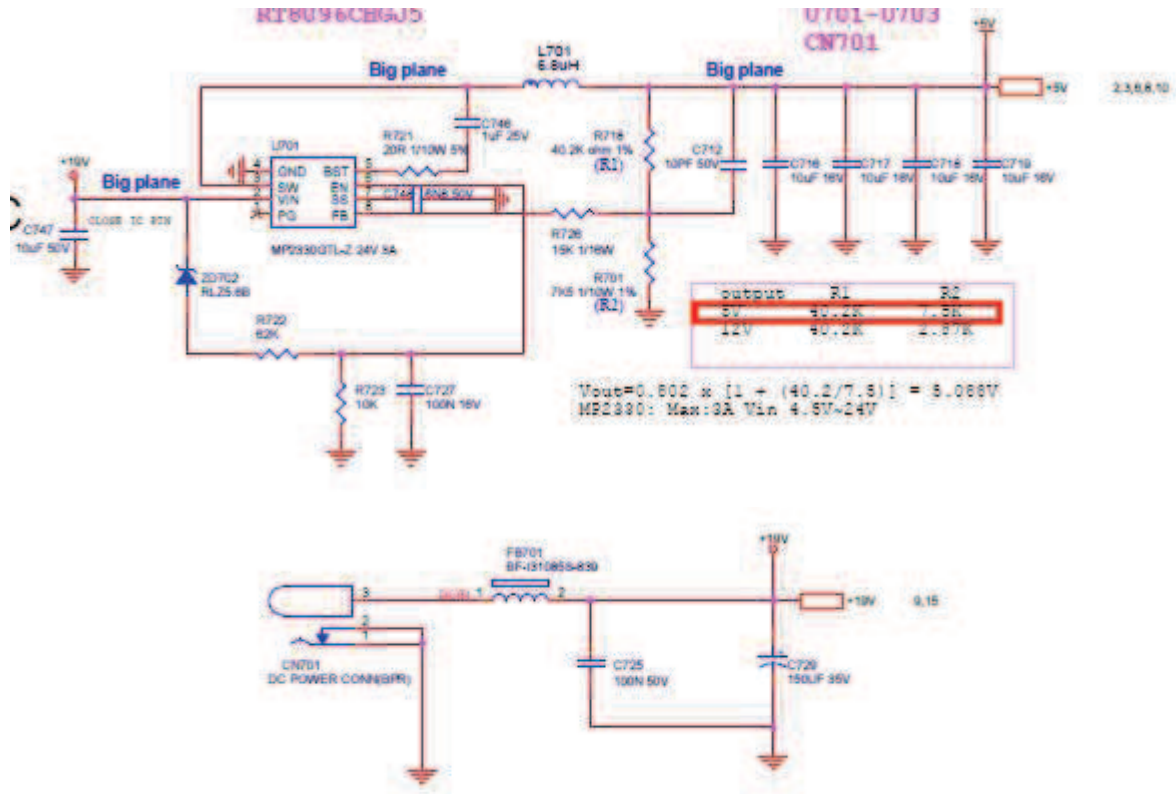 RT8096CHGJ5
U701-U703
CN701
+5V
L701
6.8uH
Big plane
Big plane
+5V
2,3,6,8,10
C746
1uF 25V
R721
20R 1/10W 5%
R718
40.2K ohm 1%
(R1)
C712
10PF 50V
U701
+19V
Big plane
GND
BST
SW
EN
VIN
SS
PG
FB
C716
10uF 16V
C717
10uF 16V
C718
10uF 16V
C719
10uF 16V
C747
10uF 50V
CLOSE IC PIN
MP2330GTL-Z 24V 3A
R726
15K 1/16W
ZD702
RLZ5.6B
R701
7K5 1/10W 1%
(R2)
output R1 R2
5V 40.2K 7.5K
12V 40.2K 2.87K
R722
62K
R723
10K
C727
100N 16V
Vout=0.802 x [1 + (40.2/7.5)] = 5.088V
MP2330: Max:3A Vin 4.5V~24V
FB701
+19V
3
1
2
+19V
9,15
2
1
CN701
DC POWER CONN(BPR)
C725
100N 50V
C729
150UF 35V